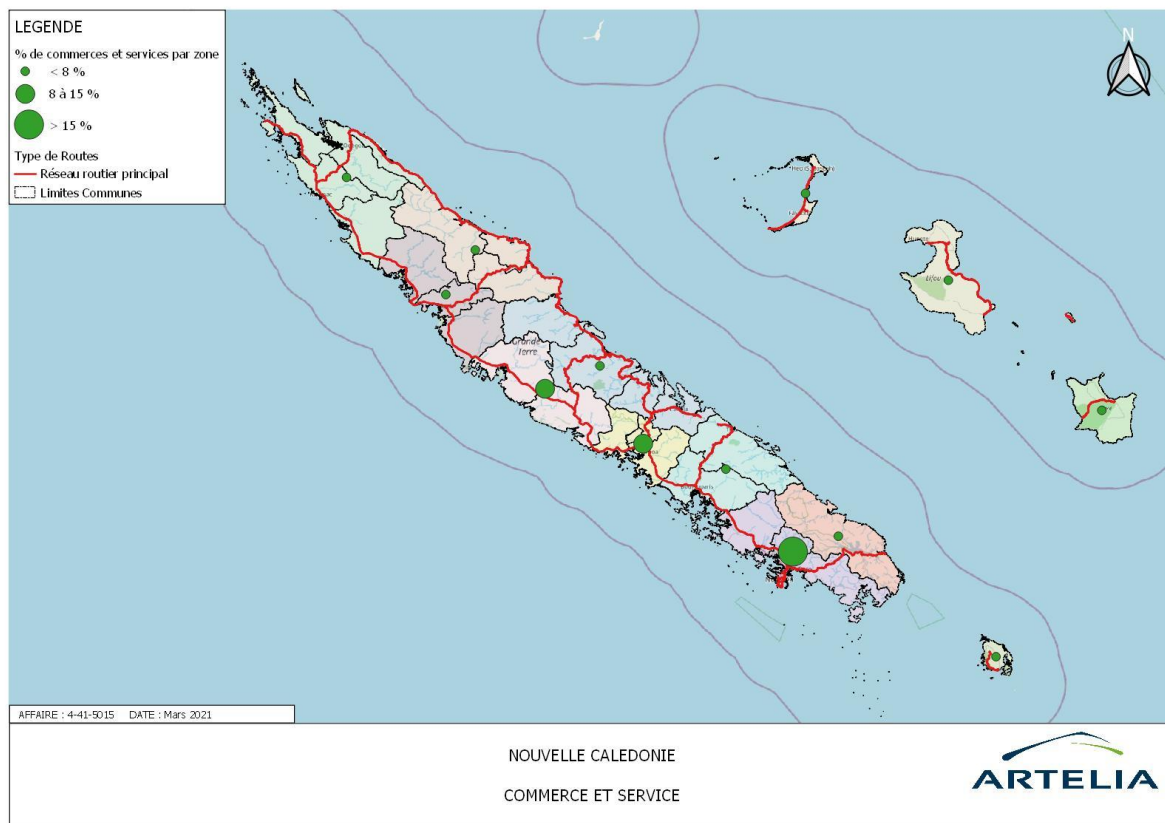 LEGENDE
% de commerces et services par zone
< 8 %
8 à 15 %
> 15 %
Type de Routes
Réseau routier principal
Limites Communes
N
Grande
Terre
Lifou
AFFAIRE : 4-41-5015 DATE : Mars 2021
NOUVELLE CALEDONIE
COMMERCE ET SERVICE
ARTELIA